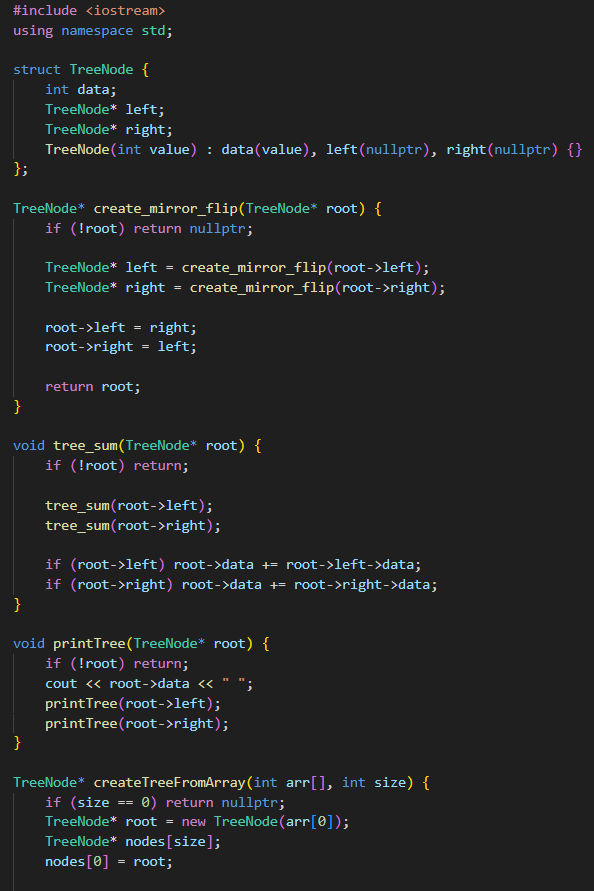 #include <iostream>
using namespace std;

struct TreeNode {
    int data;
    TreeNode* left;
    TreeNode* right;
    TreeNode(int value) : data(value), left(nullptr), right(nullptr) {}
};

TreeNode* create_mirror_flip(TreeNode* root) {
    if (!root) return nullptr;

    TreeNode* left = create_mirror_flip(root->left);
    TreeNode* right = create_mirror_flip(root->right);

    root->left = right;
    root->right = left;

    return root;
}

void tree_sum(TreeNode* root) {
    if (!root) return;

    tree_sum(root->left);
    tree_sum(root->right);

    if (root->left) root->data += root->left->data;
    if (root->right) root->data += root->right->data;
}

void printTree(TreeNode* root) {
    if (!root) return;
    cout << root->data << " ";
    printTree(root->left);
    printTree(root->right);
}

TreeNode* createTreeFromArray(int arr[], int size) {
    if (size == 0) return nullptr;
    TreeNode* root = new TreeNode(arr[0]);
    TreeNode* nodes[size];
    nodes[0] = root;